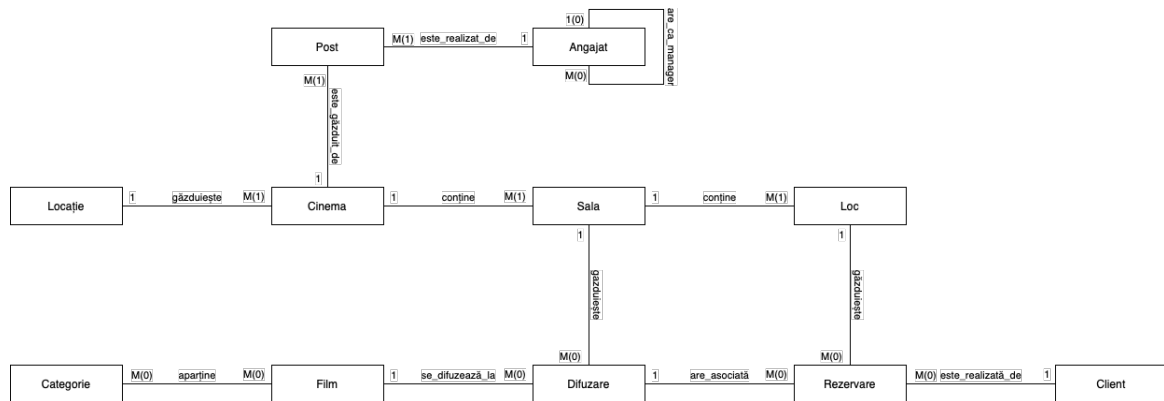 1(0)
are_ca_manager
Post
M(1) este_realizat_de 1
Angajat
M(1)
M(0)
este_găzduit_de
1
Locație
1 găzduiește M(1)
Cinema
1 conține M(1)
Sala
1 conține M(1)
Loc
1
1
găzduiește
găzduiește
M(0)
M(0)
Categorie
M(0) aparține M(0)
Film
1 se_difuzează_la M(0)
Difuzare
1 are_asociată M(0)
Rezervare
M(0) este_realizată_de 1
Client